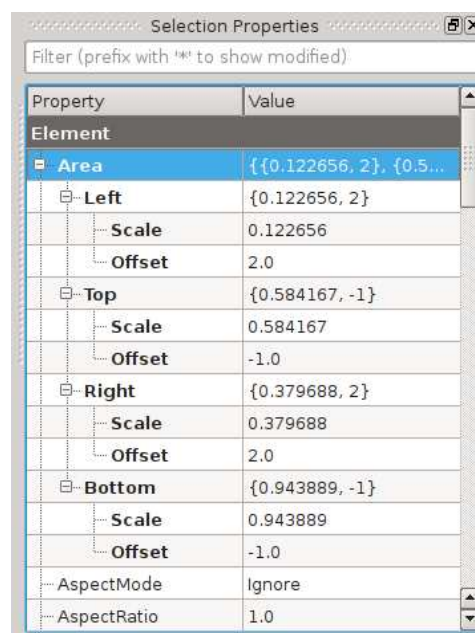 Selection Properties
Filter (prefix with '*' to show modified)
Property Value
Element
Area {{0.122656, 2}, {0.5...
Left {0.122656, 2}
Scale 0.122656
Offset 2.0
Top {0.584167, -1}
Scale 0.584167
Offset -1.0
Right {0.379688, 2}
Scale 0.379688
Offset 2.0
Bottom {0.943889, -1}
Scale 0.943889
Offset -1.0
AspectMode Ignore
AspectRatio 1.0